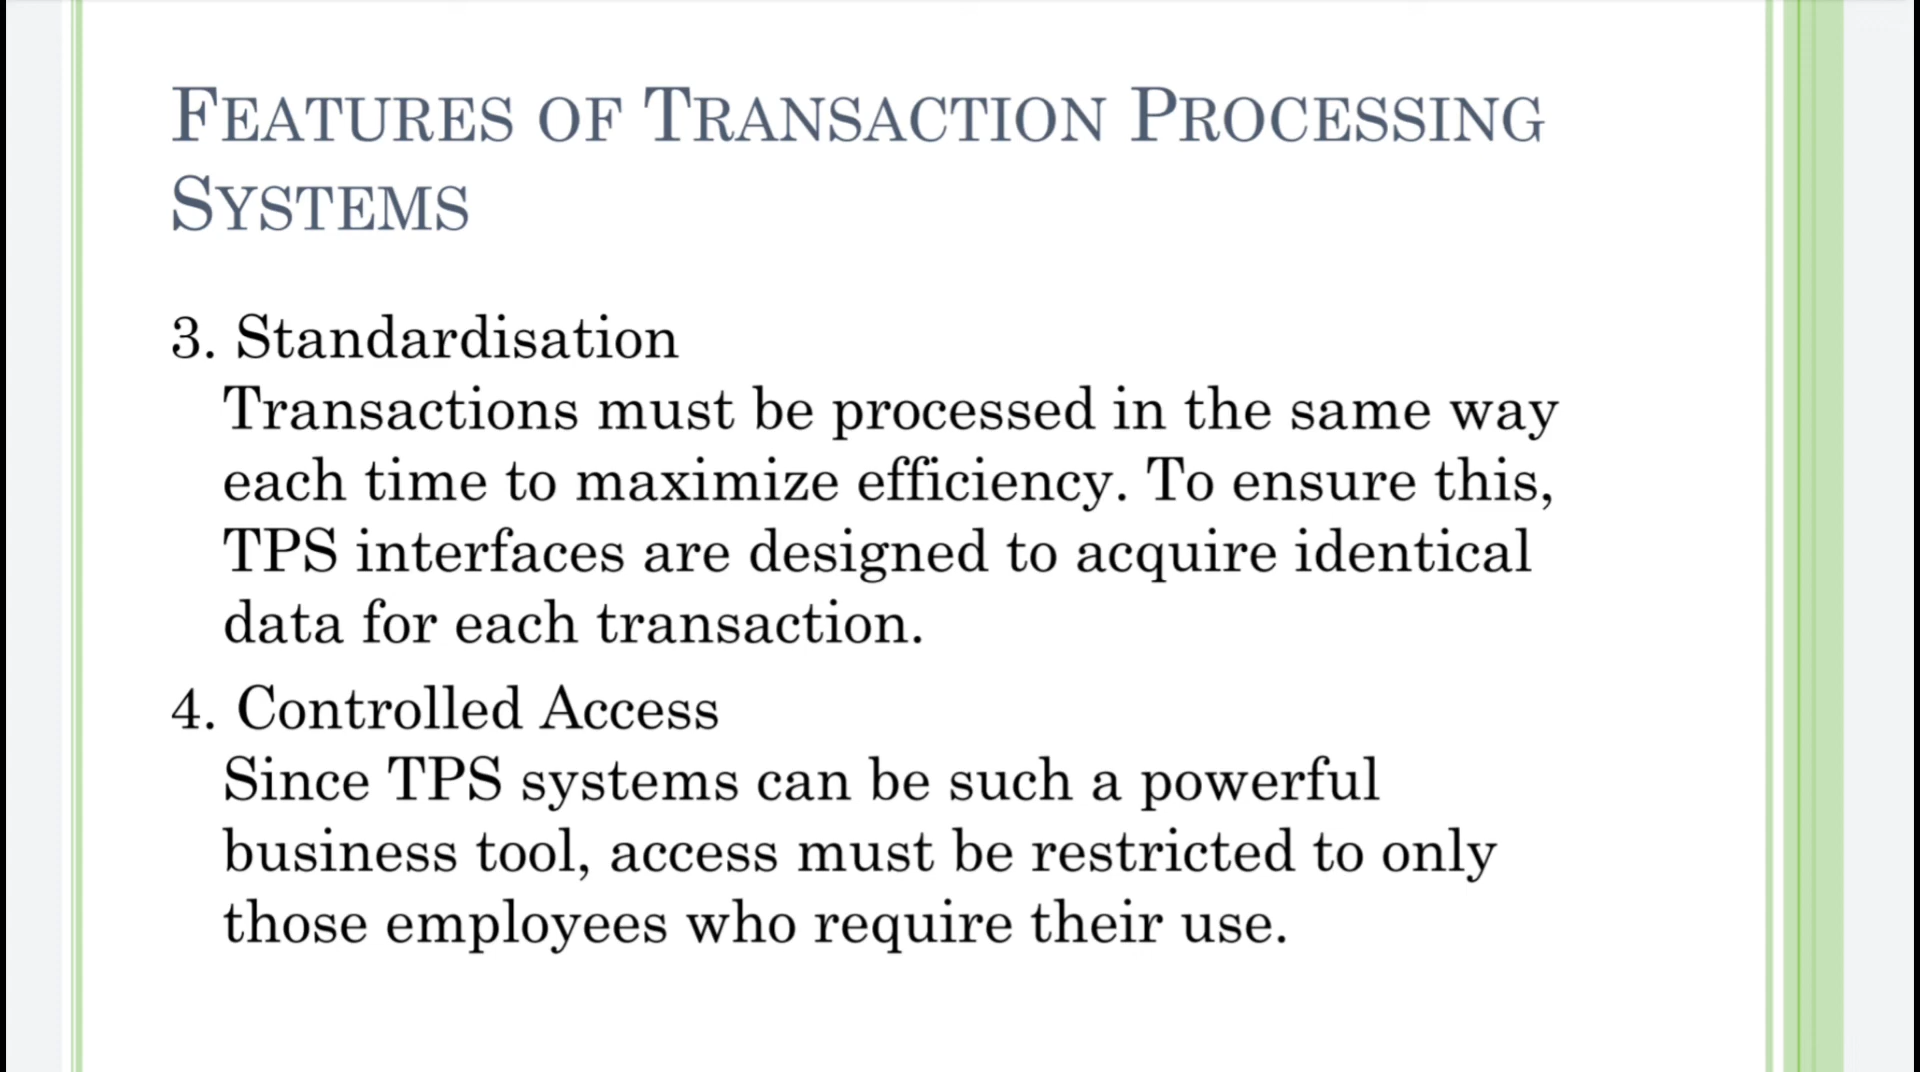 FEATURES OF TRANSACTION PROCESSING
SYSTEMS
3. Standardisation
Transactions must be processed in the same way
each time to maximize efficiency. To ensure this,
TPS interfaces are designed to acquire identical
data for each transaction.
4. Controlled Access
Since TPS systems can be such a powerful
business tool, access must be restricted to only
those employees who require their use.